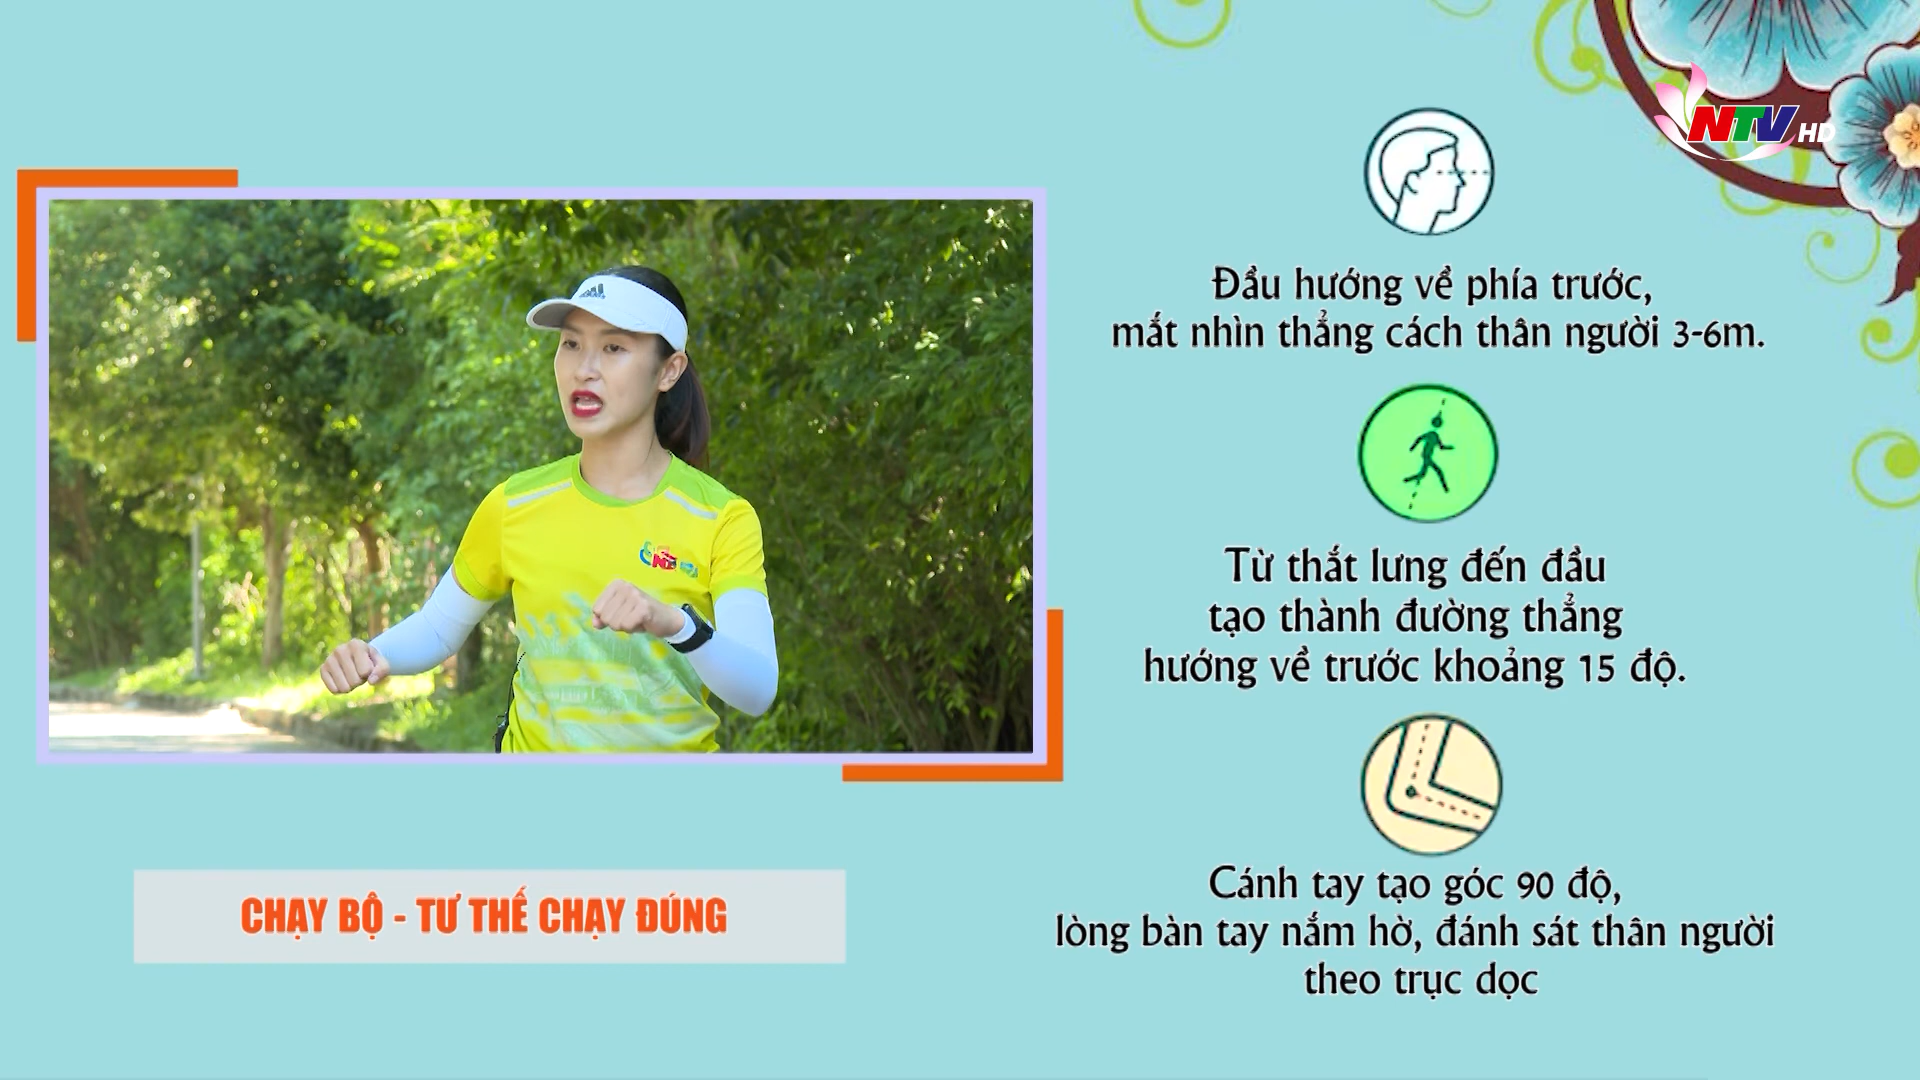 NTV HD
Đầu hướng về phía trước,
mắt nhìn thẳng cách thân người 3-6m.
Từ thắt lưng đến đầu
tạo thành đường thẳng
hướng về trước khoảng 15 độ.
Cánh tay tạo góc 90 độ,
lòng bàn tay nắm hờ, đánh sát thân người
theo trục dọc
CHẠY BỘ - TƯ THẾ CHẠY ĐÚNG